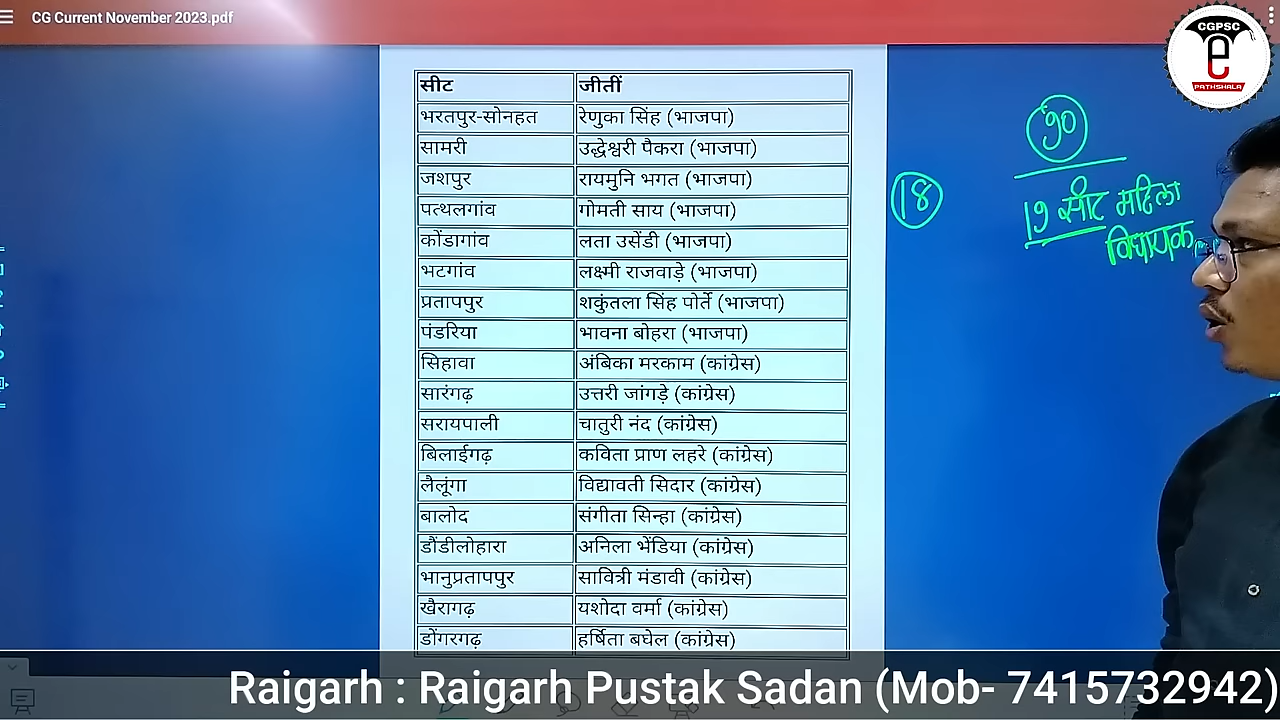 CG Current November 2023.pdf
CGPSC
e
PATHSHALA
सीट जीतीं
भरतपुर-सोनहत रेणुका सिंह (भाजपा)
सामरी उद्धेश्वरी पैकरा (भाजपा)
जशपुर रायमुनि भगत (भाजपा)
पत्थलगांव गोमती साय (भाजपा)
कोंडागांव लता उसेंडी (भाजपा)
भटगांव लक्ष्मी राजवाड़े (भाजपा)
प्रतापपुर शकुंतला सिंह पोर्ते (भाजपा)
पंडरिया भावना बोहरा (भाजपा)
सिहावा अंबिका मरकाम (कांग्रेस)
सारंगढ़ उत्तरी जांगड़े (कांग्रेस)
सरायपाली चातुरी नंद (कांग्रेस)
बिलाईगढ़ कविता प्राण लहरे (कांग्रेस)
लैलूंगा विद्यावती सिदार (कांग्रेस)
बालोद संगीता सिन्हा (कांग्रेस)
डौंडीलोहारा अनिला भेंडिया (कांग्रेस)
भानुप्रतापपुर सावित्री मंडावी (कांग्रेस)
खैरागढ़ यशोदा वर्मा (कांग्रेस)
डोंगरगढ़ हर्षिता बघेल (कांग्रेस)
90
18
19 सीट महिला
विधायक
Raigarh : Raigarh Pustak Sadan (Mob- 7415732942)